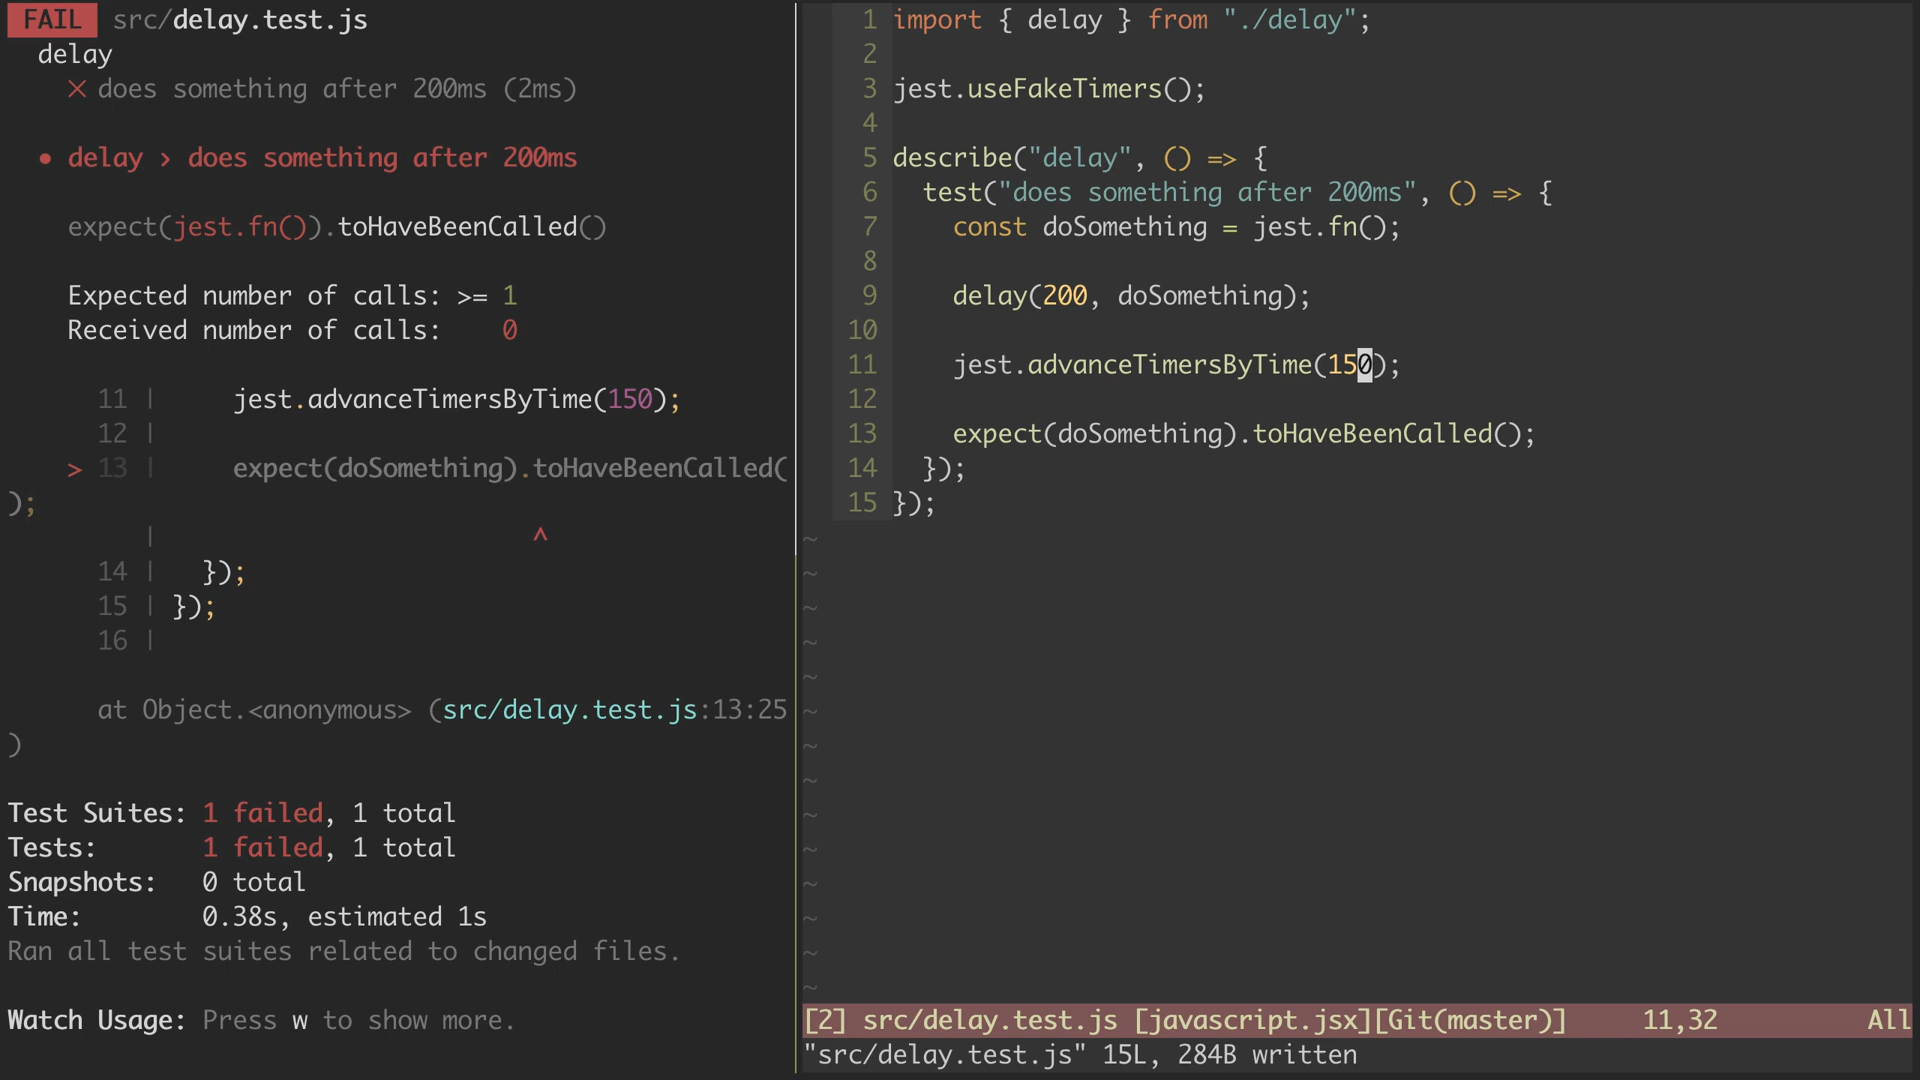 FAIL src/delay.test.js
delay
✕ does something after 200ms (2ms)
● delay › does something after 200ms
expect(jest.fn()).toHaveBeenCalled()
Expected number of calls: >= 1
Received number of calls:    0
11 |     jest.advanceTimersByTime(150);
12 |
> 13 |     expect(doSomething).toHaveBeenCalled(
);
|                         ^
14 |   });
15 | });
16 |
at Object.<anonymous> (src/delay.test.js:13:25
)
Test Suites: 1 failed, 1 total
Tests:       1 failed, 1 total
Snapshots:   0 total
Time:        0.38s, estimated 1s
Ran all test suites related to changed files.
Watch Usage: Press w to show more.
1 import { delay } from "./delay";
2
3 jest.useFakeTimers();
4
5 describe("delay", () => {
6   test("does something after 200ms", () => {
7     const doSomething = jest.fn();
8
9     delay(200, doSomething);
10
11     jest.advanceTimersByTime(150);
12
13     expect(doSomething).toHaveBeenCalled();
14   });
15 });
~
~
~
~
~
~
~
~
~
~
~
~
~
~
[2] src/delay.test.js [javascript.jsx][Git(master)]     11,32          All
"src/delay.test.js" 15L, 284B written